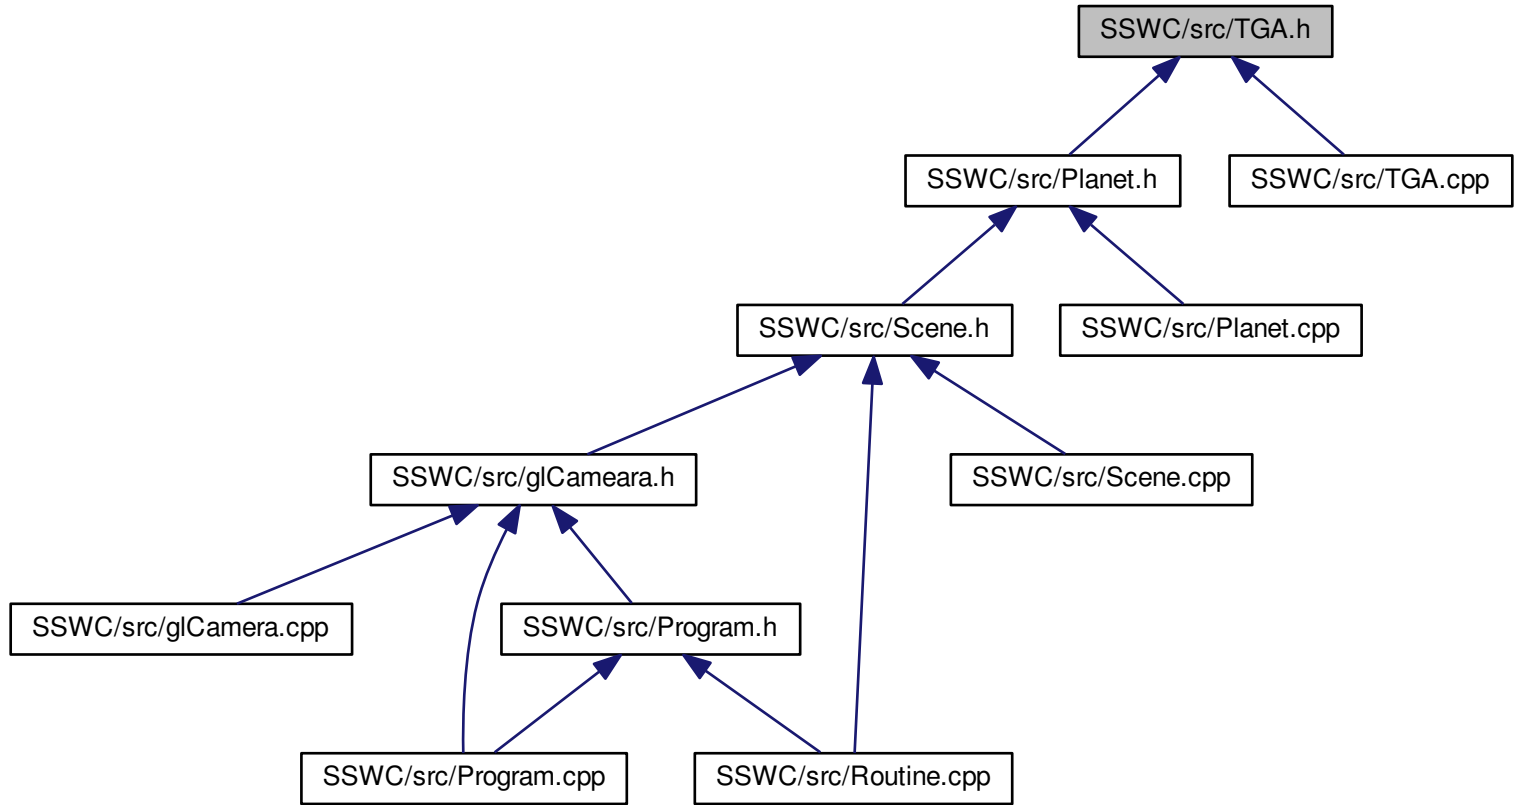 SSWC/src/TGA.h
SSWC/src/Planet.h
SSWC/src/TGA.cpp
SSWC/src/Scene.h
SSWC/src/Planet.cpp
SSWC/src/glCameara.h
SSWC/src/Scene.cpp
SSWC/src/glCamera.cpp
SSWC/src/Program.h
SSWC/src/Program.cpp
SSWC/src/Routine.cpp